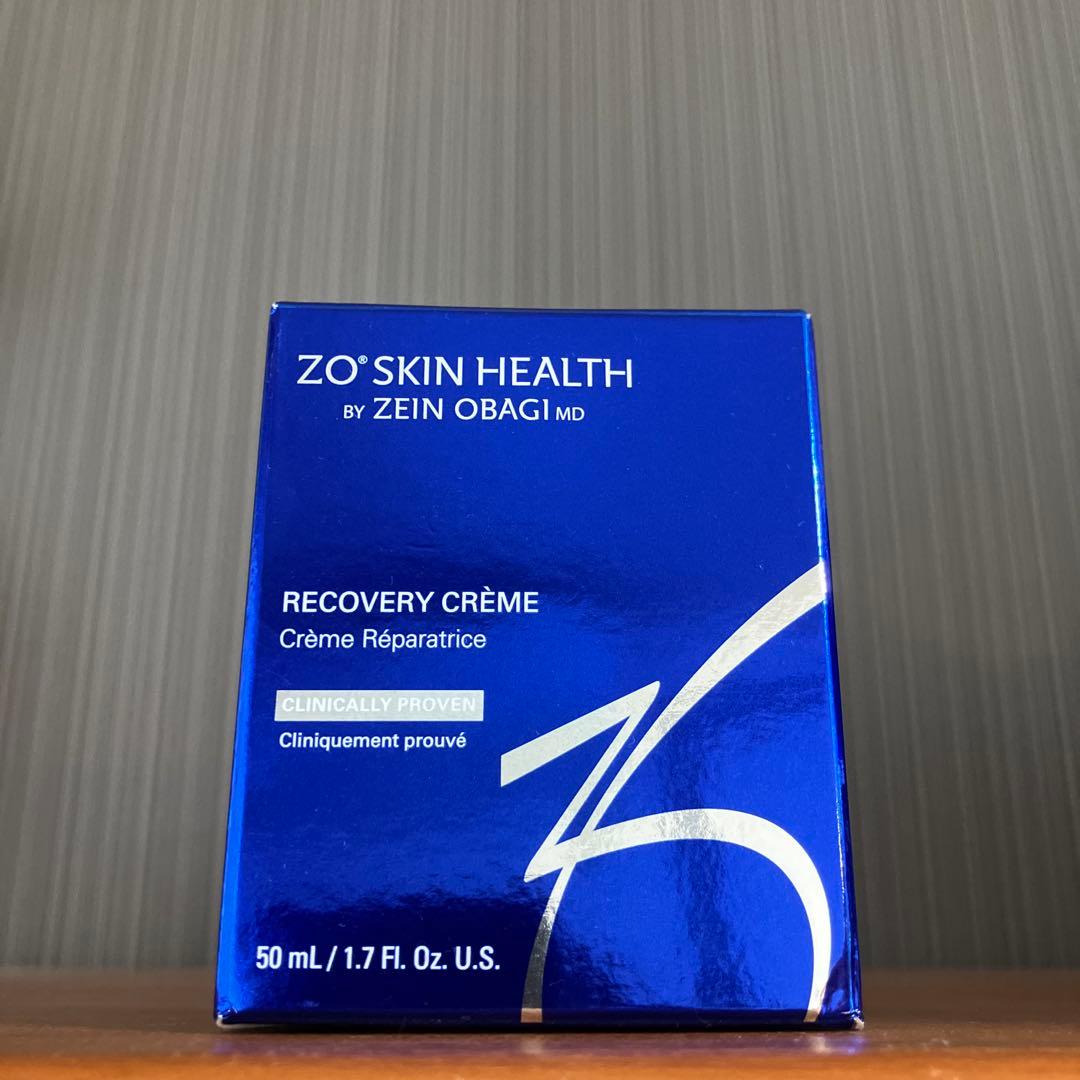 ZO® SKIN HEALTH
BY ZEIN OBAGI MD
RECOVERY CRÈME
Crème Réparatrice
CLINICALLY PROVEN
Cliniquement prouvé
50 mL / 1.7 Fl. Oz. U.S.